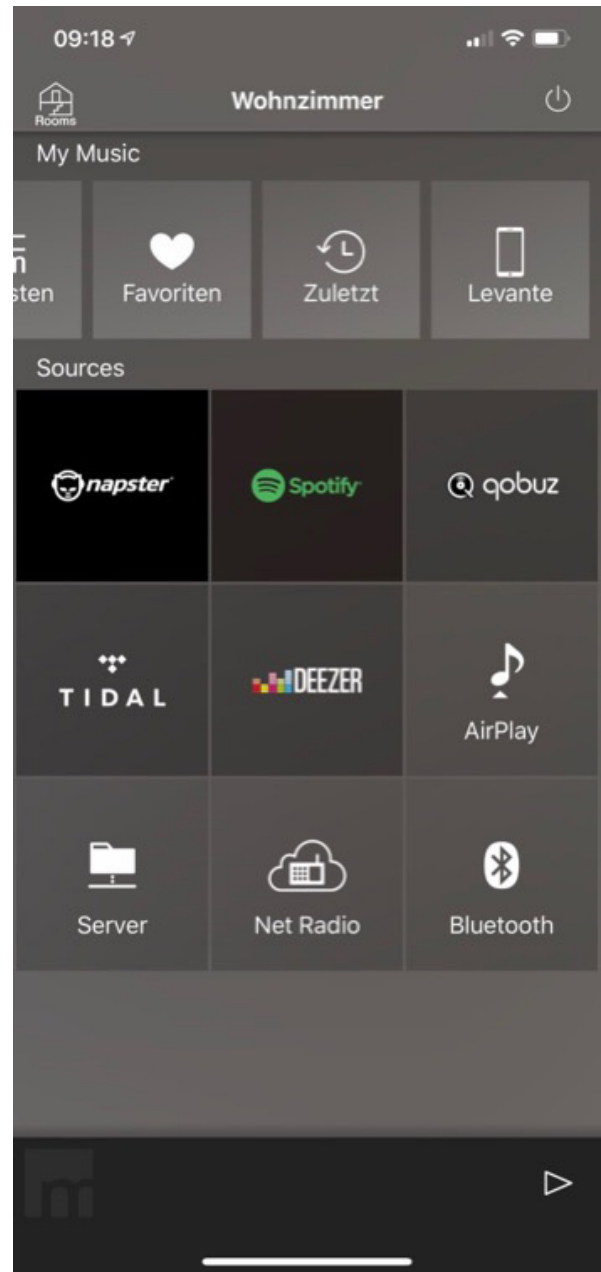 09:18
Rooms
Wohnzimmer
My Music
sten
Favoriten
Zuletzt
Levante
Sources
napster
Spotify
qobuz
TIDAL
DEEZER
AirPlay
Server
Net Radio
Bluetooth
m